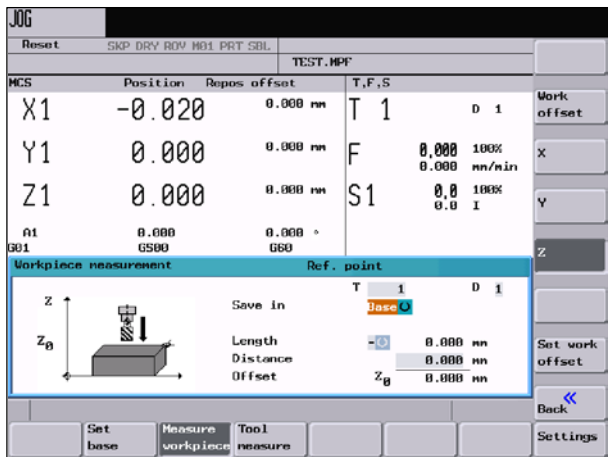 JOG
Reset SKP DRY ROV M01 PRT SBL
TEST.MPF
MCS Position Repos offset T,F,S
X1 -0.020 0.000 mm T 1 D 1
Y1 0.000 0.000 mm F 0,000 100%
0.000 mm/min
Z1 0.000 0.000 mm S1 0,0 100%
0.0 I
A1 0.000 0.000 °
G01 G500 G60
Workpiece measurement Ref. point
T 1 D 1
Z Save in Base
Z0 Length - 0.000 mm
Distance 0.000 mm
Offset Z0 0.000 mm
Work
offset
X
Y
Z
Set work
offset
«
Back
Set
base
Measure
workpiece
Tool
measure
Settings